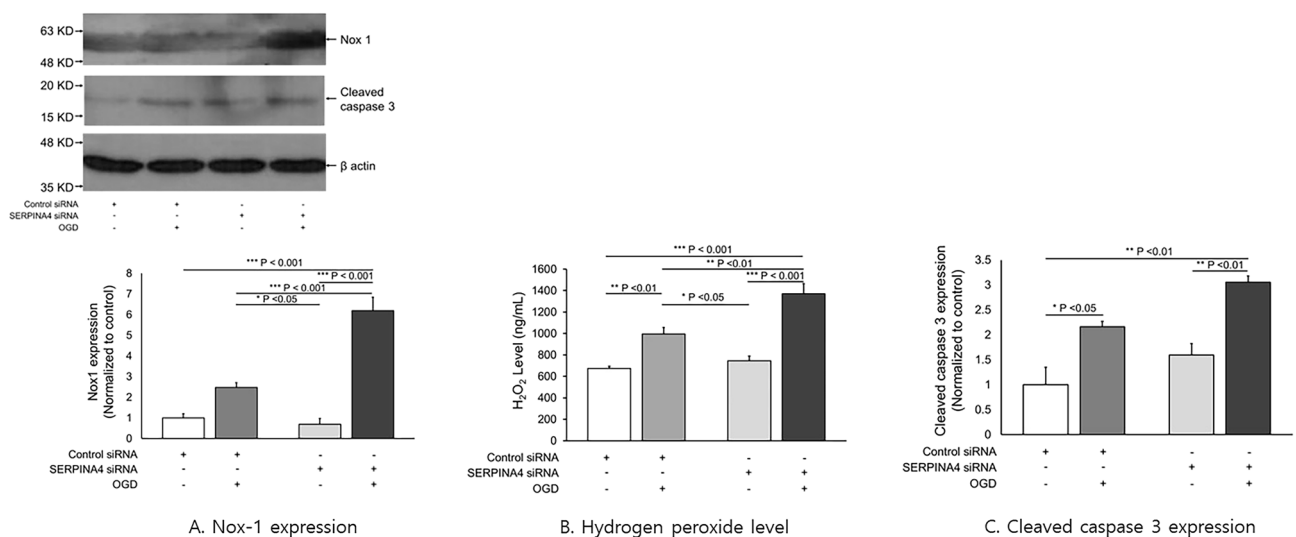 63 KD
Nox 1
48 KD
20 KD
Cleaved
caspase 3
15 KD
48 KD
β actin
35 KD
Control siRNA + + - -
SERPINA4 siRNA - - + +
OGD - + - +
*** P < 0.001
*** P < 0.001
*** P < 0.001
* P <0.05
Nox1 expression
(Normalized to control)
8
7
6
5
4
3
2
1
0
Control siRNA + + - -
SERPINA4 siRNA - - + +
OGD - + - +
A. Nox-1 expression
*** P < 0.001
** P <0.01
*** P < 0.001
** P <0.01
* P <0.05
H2O2 Level (ng/mL)
1600
1400
1200
1000
800
600
400
200
0
Control siRNA + + - -
SERPINA4 siRNA - - + +
OGD - + - +
B. Hydrogen peroxide level
** P <0.01
** P <0.01
* P <0.05
Cleaved caspase 3 expression
(Normalized to control)
3.5
3
2.5
2
1.5
1
0.5
0
Control siRNA + + - -
SERPINA4 siRNA - - + +
OGD - + - +
C. Cleaved caspase 3 expression